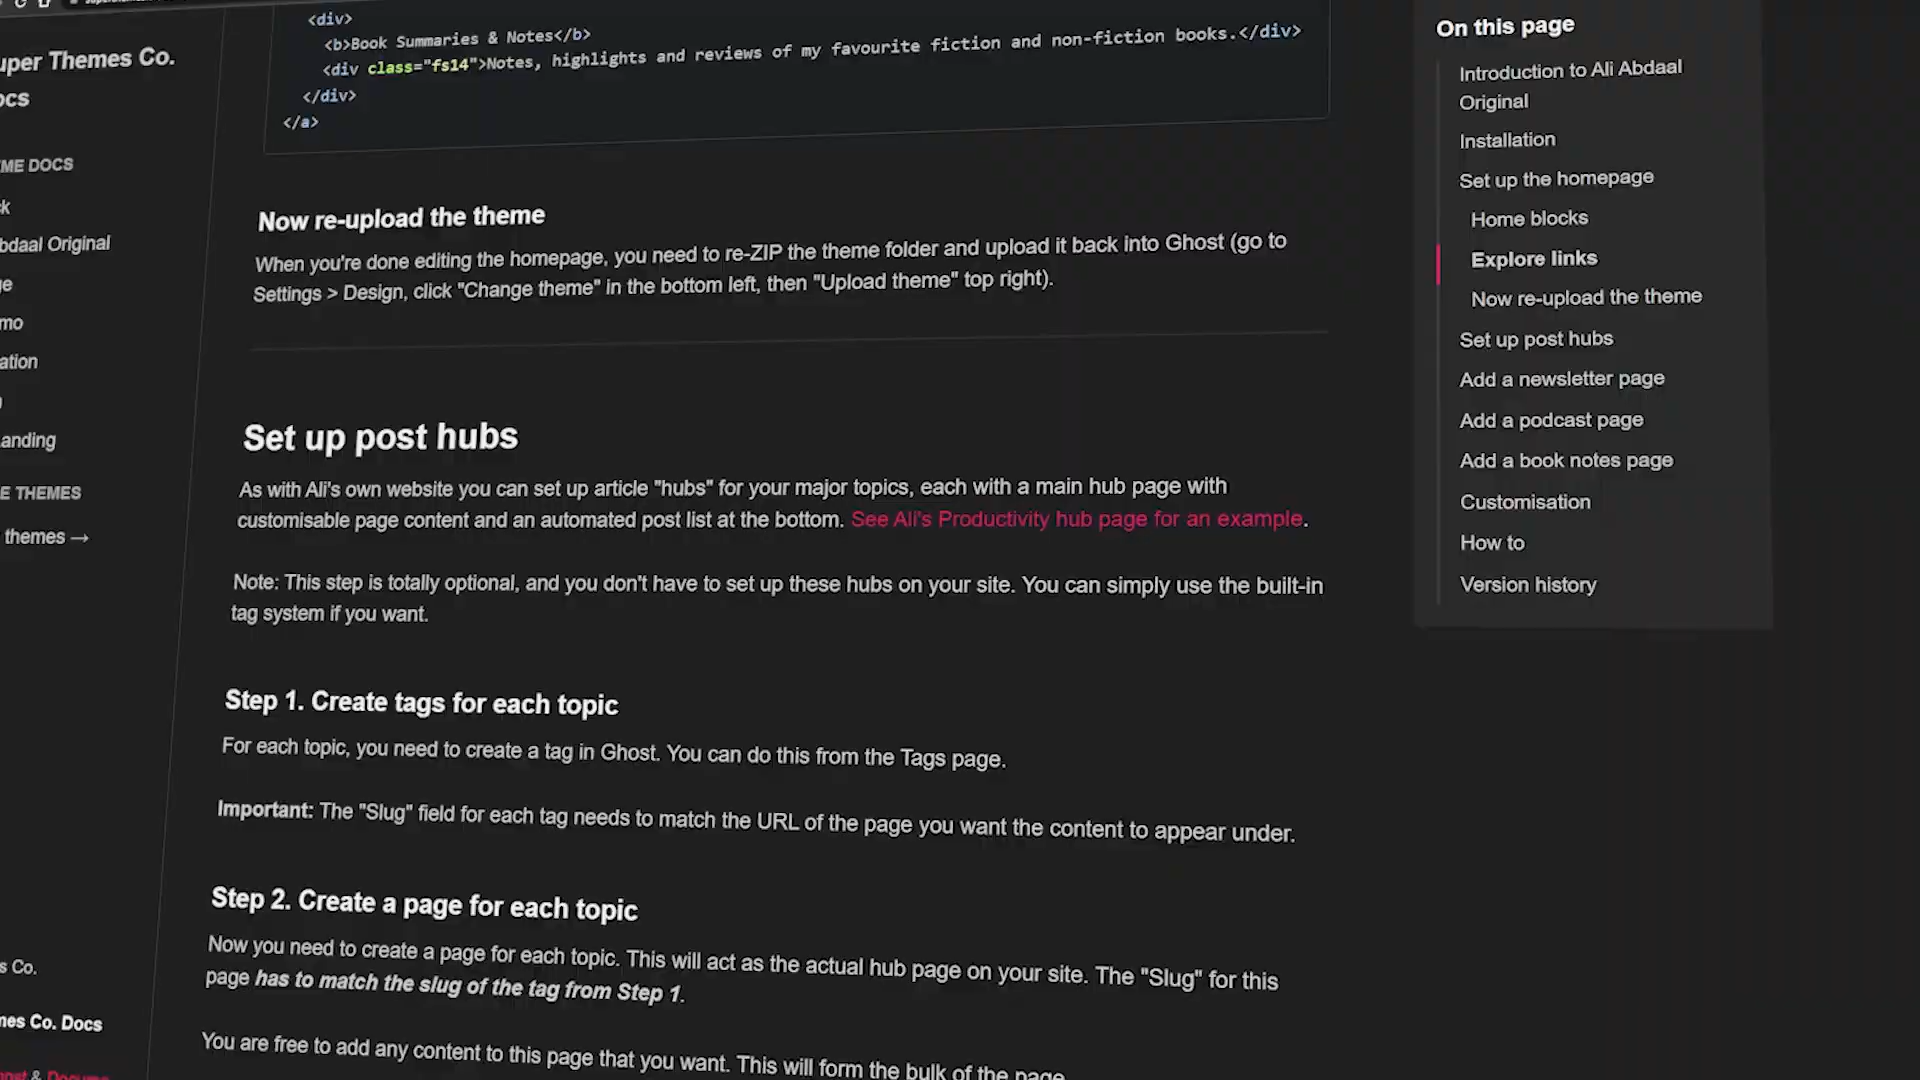 uper Themes Co.
ocs
ME DOCS
k
bdaal Original
e
mo
ation
anding
E THEMES
themes →
s Co.
mes Co. Docs
ost &
<div>
<b>Book Summaries & Notes</b>
<div class="fs14">Notes, highlights and reviews of my favourite fiction and non-fiction books.</div>
</div>
</a>
Now re-upload the theme
When you're done editing the homepage, you need to re-ZIP the theme folder and upload it back into Ghost (go to
Settings > Design, click "Change theme" in the bottom left, then "Upload theme" top right).
Set up post hubs
As with Ali's own website you can set up article "hubs" for your major topics, each with a main hub page with
customisable page content and an automated post list at the bottom. See Ali's Productivity hub page for an example.
Note: This step is totally optional, and you don't have to set up these hubs on your site. You can simply use the built-in
tag system if you want.
Step 1. Create tags for each topic
For each topic, you need to create a tag in Ghost. You can do this from the Tags page.
Important: The "Slug" field for each tag needs to match the URL of the page you want the content to appear under.
Step 2. Create a page for each topic
Now you need to create a page for each topic. This will act as the actual hub page on your site. The "Slug" for this
page has to match the slug of the tag from Step 1.
You are free to add any content to this page that you want. This will form the bulk of the page
On this page
Introduction to Ali Abdaal
Original
Installation
Set up the homepage
Home blocks
Explore links
Now re-upload the theme
Set up post hubs
Add a newsletter page
Add a podcast page
Add a book notes page
Customisation
How to
Version history